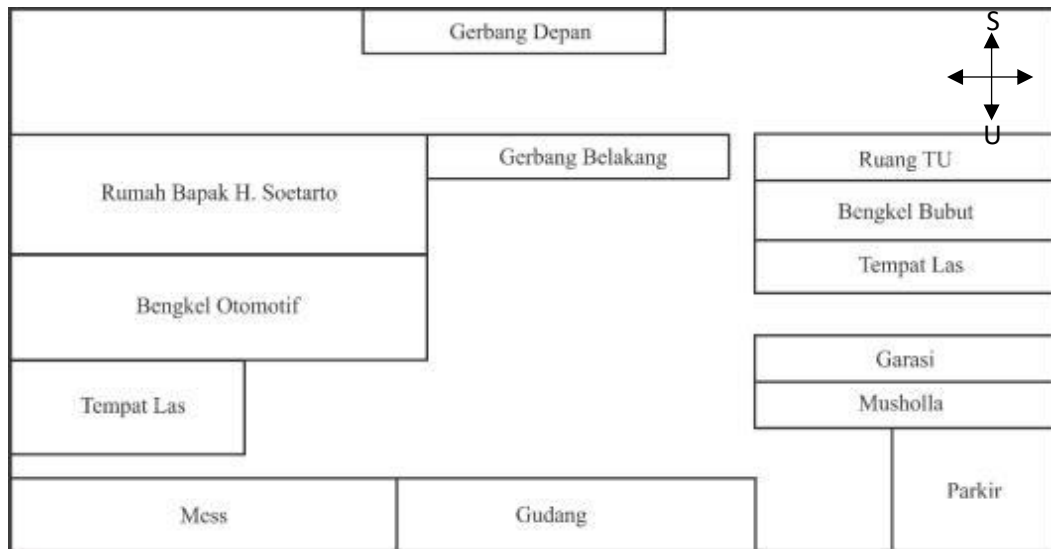 Gerbang Depan
S
U
Rumah Bapak H. Soetarto
Gerbang Belakang
Ruang TU
Bengkel Bubut
Tempat Las
Bengkel Otomotif
Garasi
Musholla
Tempat Las
Parkir
Mess
Gudang